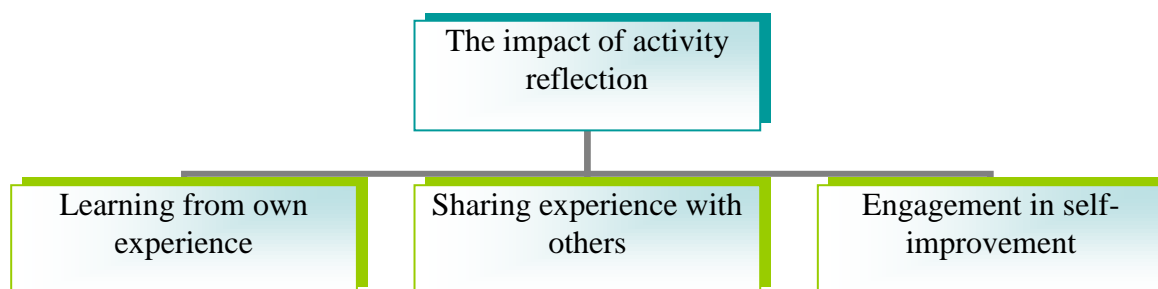 The impact of activity
reflection
Learning from own
experience
Sharing experience with
others
Engagement in self-
improvement